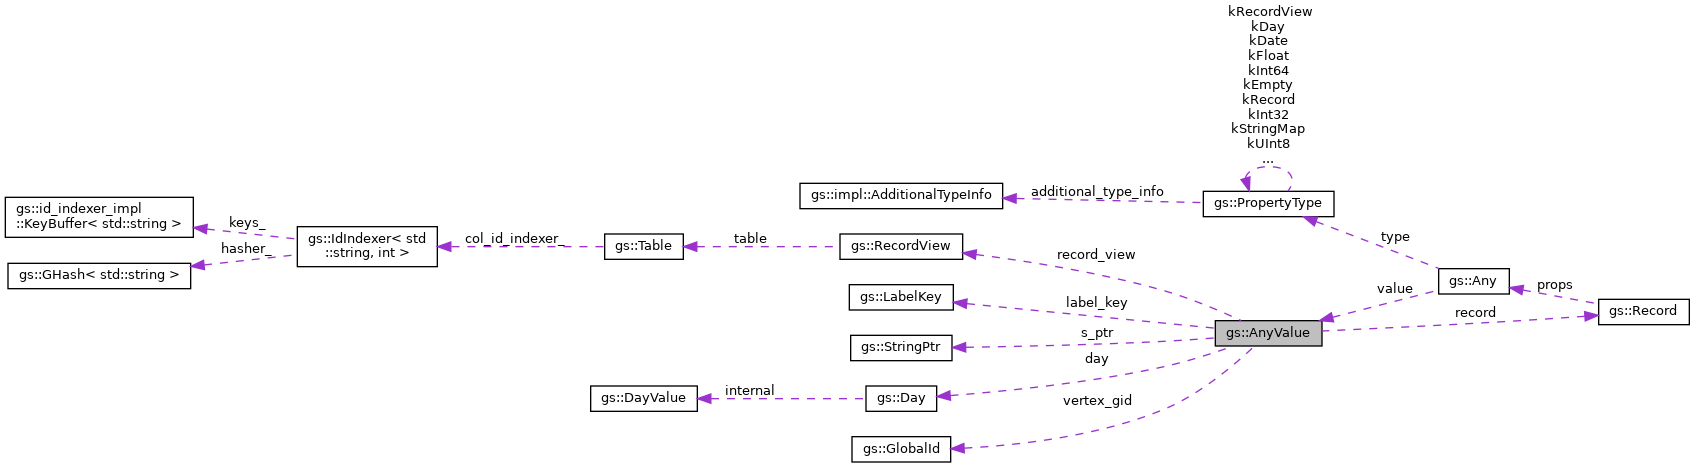 kRecordView
kDay
kDate
kFloat
kInt64
kEmpty
kRecord
kInt32
kStringMap
kUInt8
...
gs::impl::AdditionalTypeInfo
additional_type_info
gs::PropertyType
gs::id_indexer_impl
::KeyBuffer< std::string >
keys_
hasher_
gs::GHash< std::string >
gs::IdIndexer< std
::string, int >
col_id_indexer_
gs::Table
table
gs::RecordView
record_view
type
gs::Any
value
props
gs::Record
record
gs::LabelKey
label_key
gs::AnyValue
gs::StringPtr
s_ptr
day
gs::DayValue
internal
gs::Day
vertex_gid
gs::GlobalId